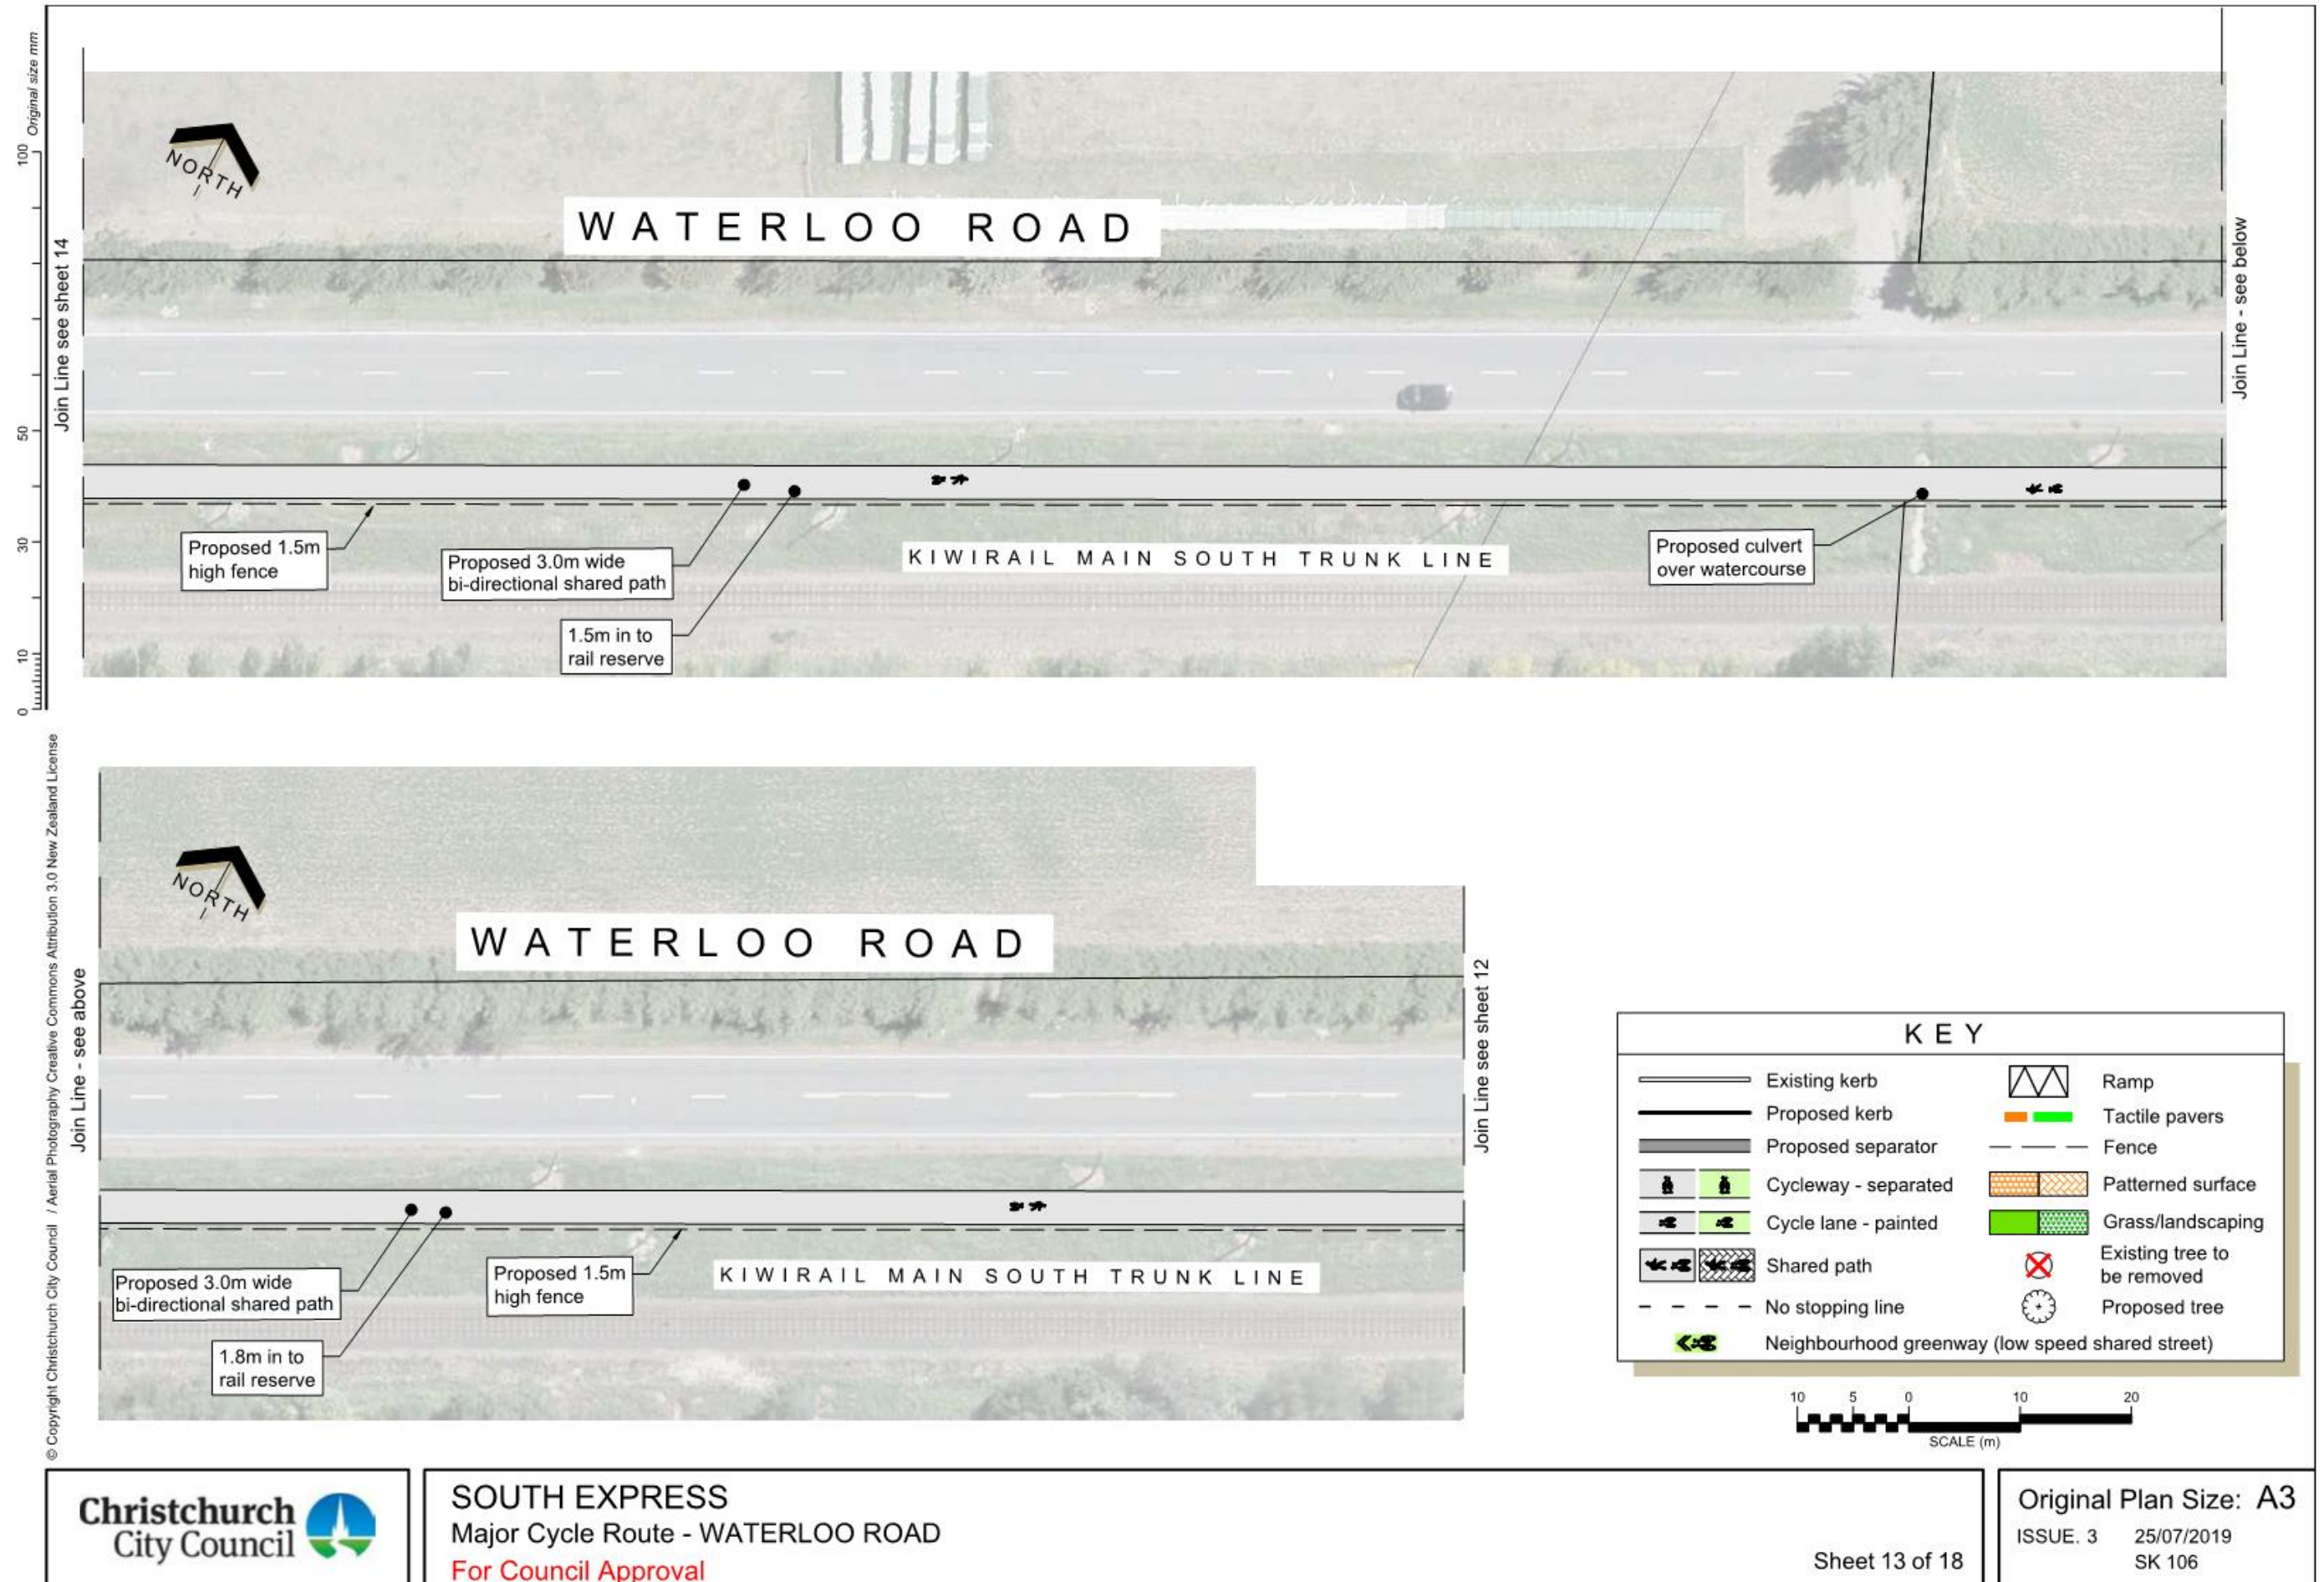 Original size mm
100
50
30
10
0
NORTH
WATERLOO ROAD
Join Line see sheet 14
Join Line - see below
Proposed 1.5m
high fence
Proposed 3.0m wide
bi-directional shared path
1.5m in to
rail reserve
KIWIRAIL MAIN SOUTH TRUNK LINE
Proposed culvert
over watercourse
© Copyright Christchurch City Council / Aerial Photography Creative Commons Attribution 3.0 New Zealand License
NORTH
WATERLOO ROAD
Join Line - see above
Join Line see sheet 12
Proposed 3.0m wide
bi-directional shared path
1.8m in to
rail reserve
Proposed 1.5m
high fence
KIWIRAIL MAIN SOUTH TRUNK LINE
KEY
Existing kerb
Proposed kerb
Proposed separator
Cycleway - separated
Cycle lane - painted
Shared path
No stopping line
Neighbourhood greenway (low speed shared street)
Ramp
Tactile pavers
Fence
Patterned surface
Grass/landscaping
Existing tree to
be removed
Proposed tree
10 5 0 10 20
SCALE (m)
Christchurch
City Council
SOUTH EXPRESS
Major Cycle Route - WATERLOO ROAD
For Council Approval
Sheet 13 of 18
Original Plan Size: A3
ISSUE. 3 25/07/2019
SK 106